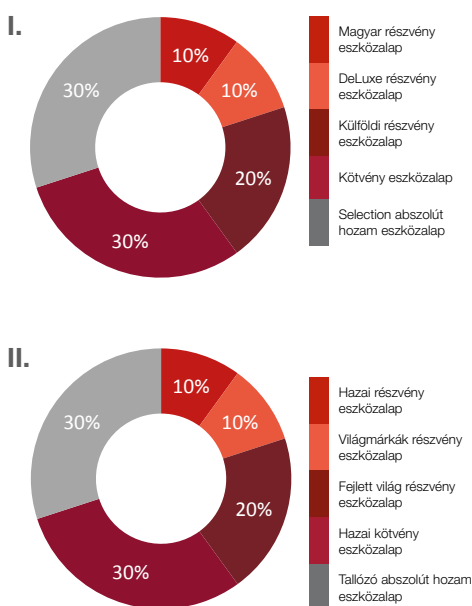 I.
10%
10%
20%
30%
30%
Magyar részvény
eszközalap
DeLuxe részvény
eszközalap
Külföldi részvény
eszközalap
Kötvény eszközalap
Selection abszolút
hozam eszközalap
II.
10%
10%
20%
30%
30%
Hazai részvény
eszközalap
Világmárkák részvény
eszközalap
Fejlett világ részvény
eszközalap
Hazai kötvény
eszközalap
Tallózó abszolút hozam
eszközalap